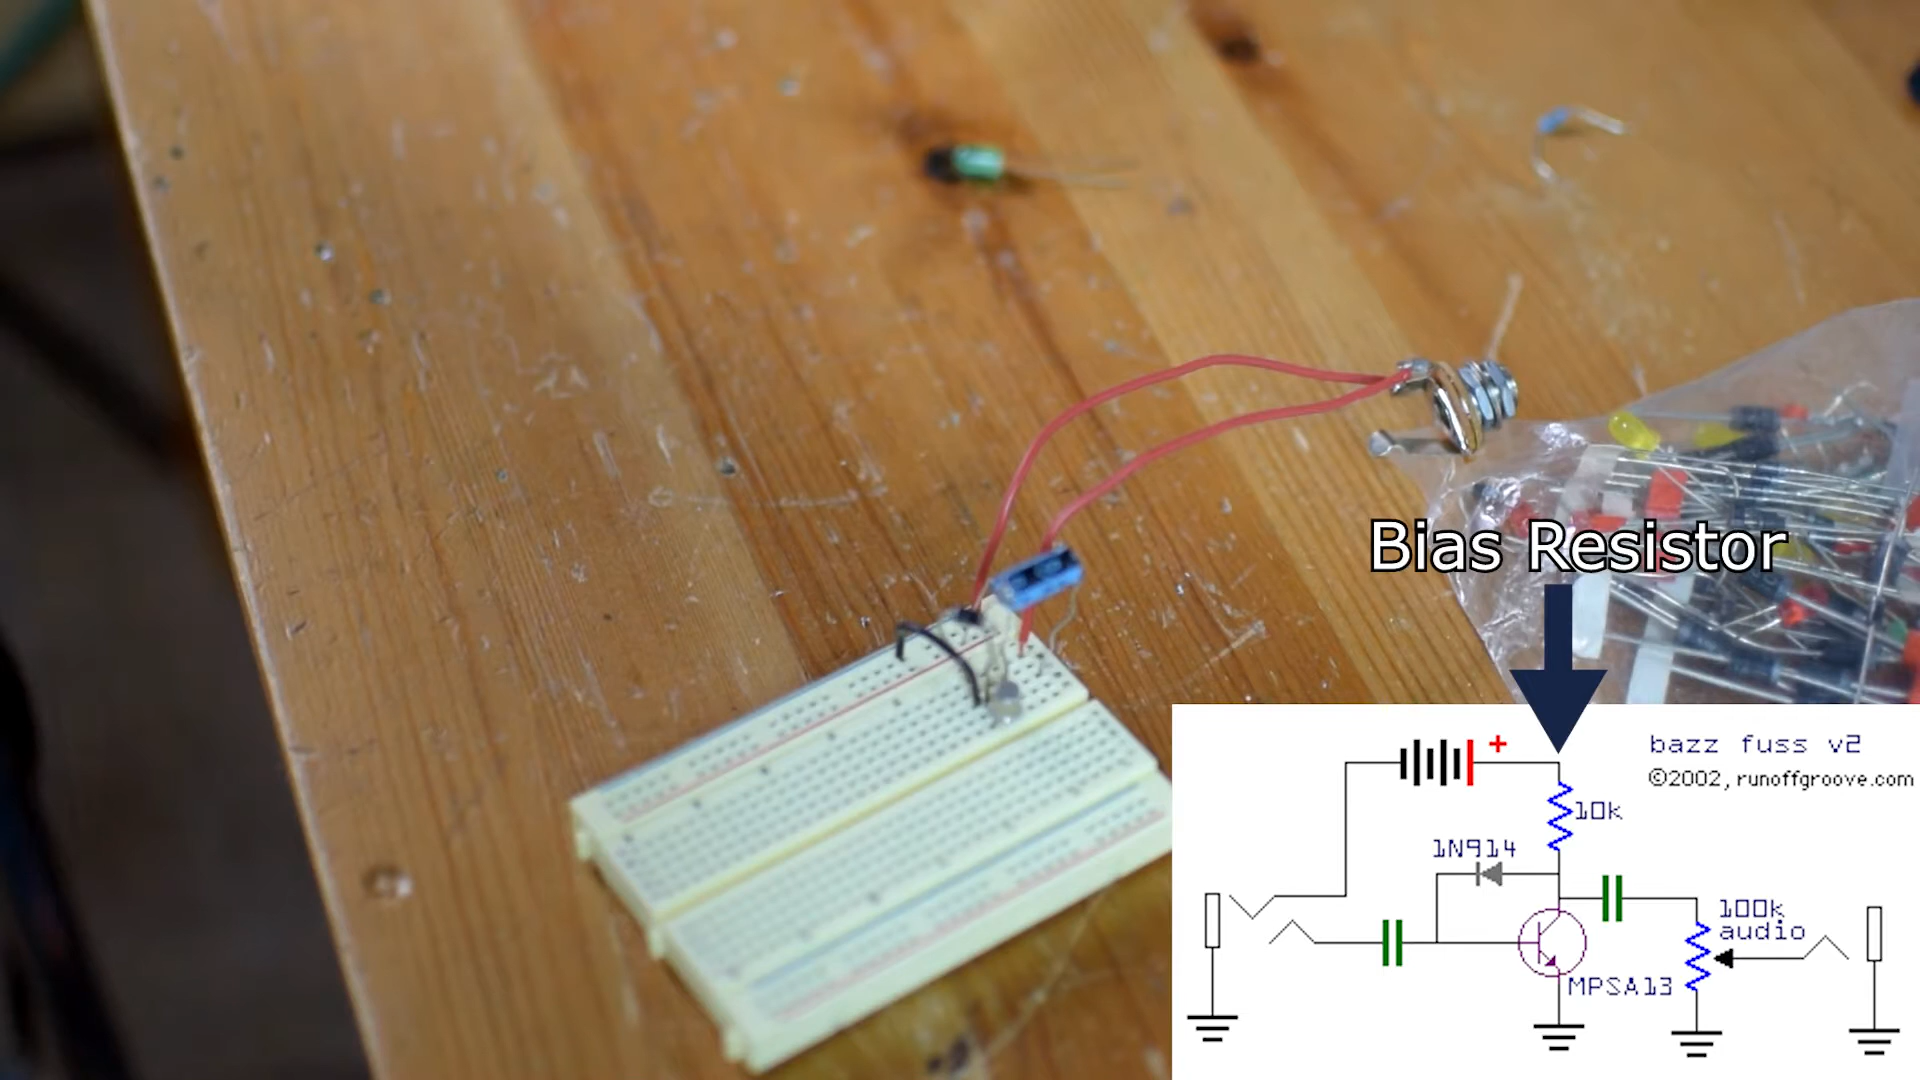 Bias Resistor
+
bazz fuss v2
©2002, runoffgroove.com
10k
1N914
100k
audio
MPSA13